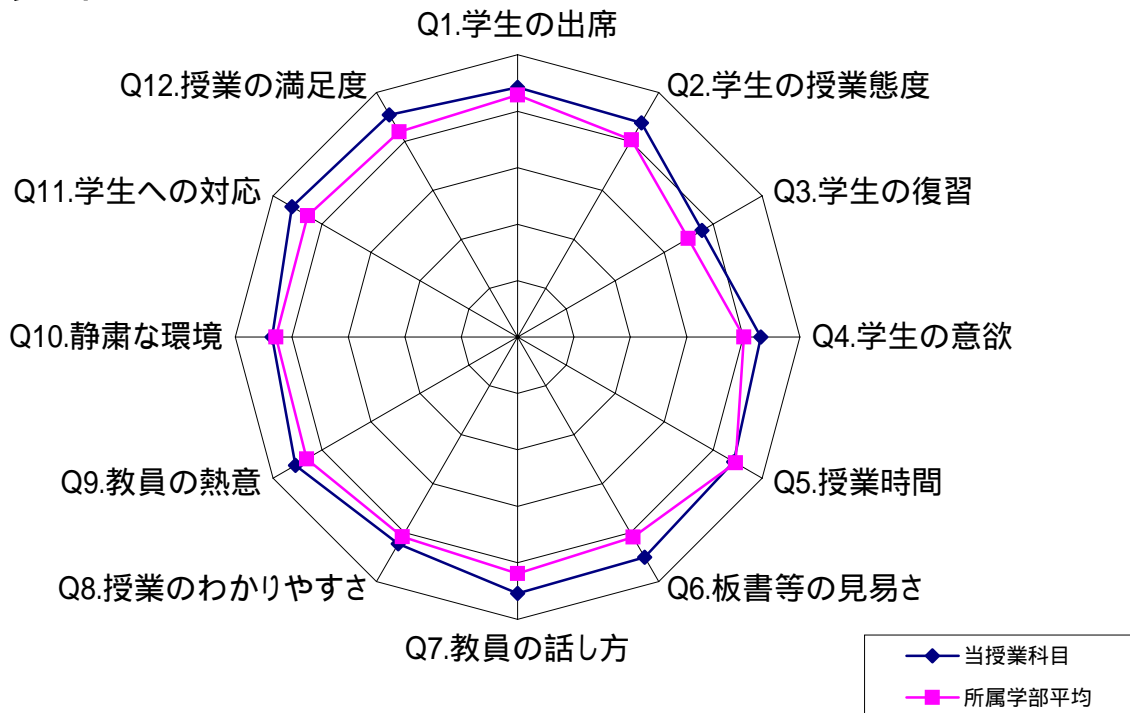 Q1.学生の出席
Q2.学生の授業態度
Q3.学生の復習
Q4.学生の意欲
Q5.授業時間
Q6.板書等の見易さ
Q7.教員の話し方
Q8.授業のわかりやすさ
Q9.教員の熱意
Q10.静粛な環境
Q11.学生への対応
Q12.授業の満足度
当授業科目
所属学部平均